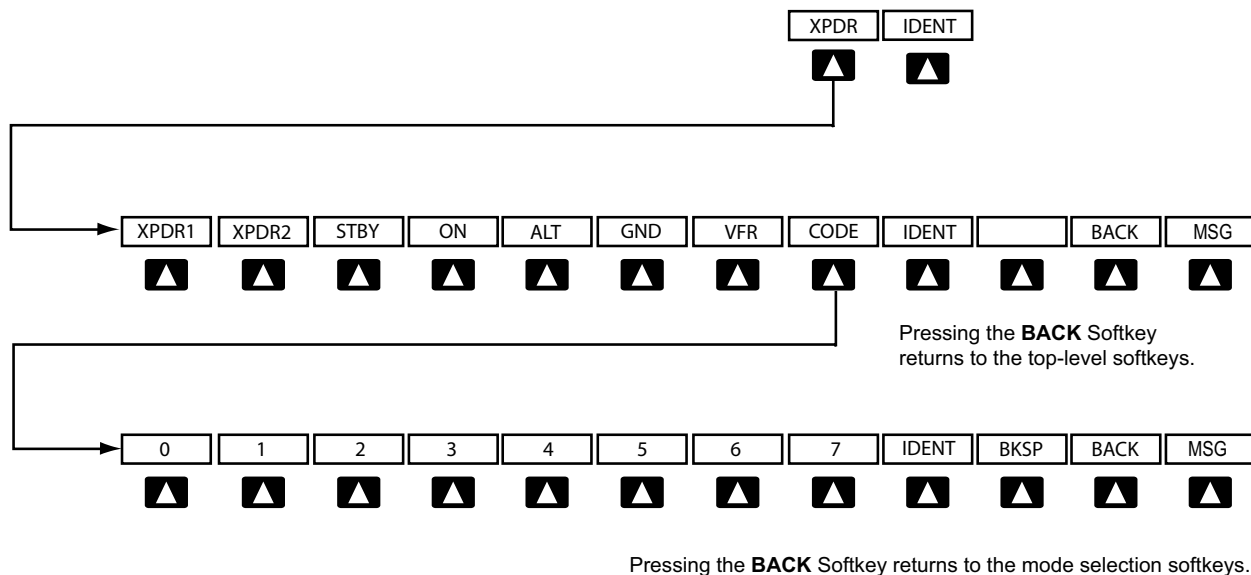 XPDR IDENT
XPDR1 XPDR2 STBY ON ALT GND VFR CODE IDENT BACK MSG
Pressing the BACK Softkey
returns to the top-level softkeys.
0 1 2 3 4 5 6 7 IDENT BKSP BACK MSG
Pressing the BACK Softkey returns to the mode selection softkeys.